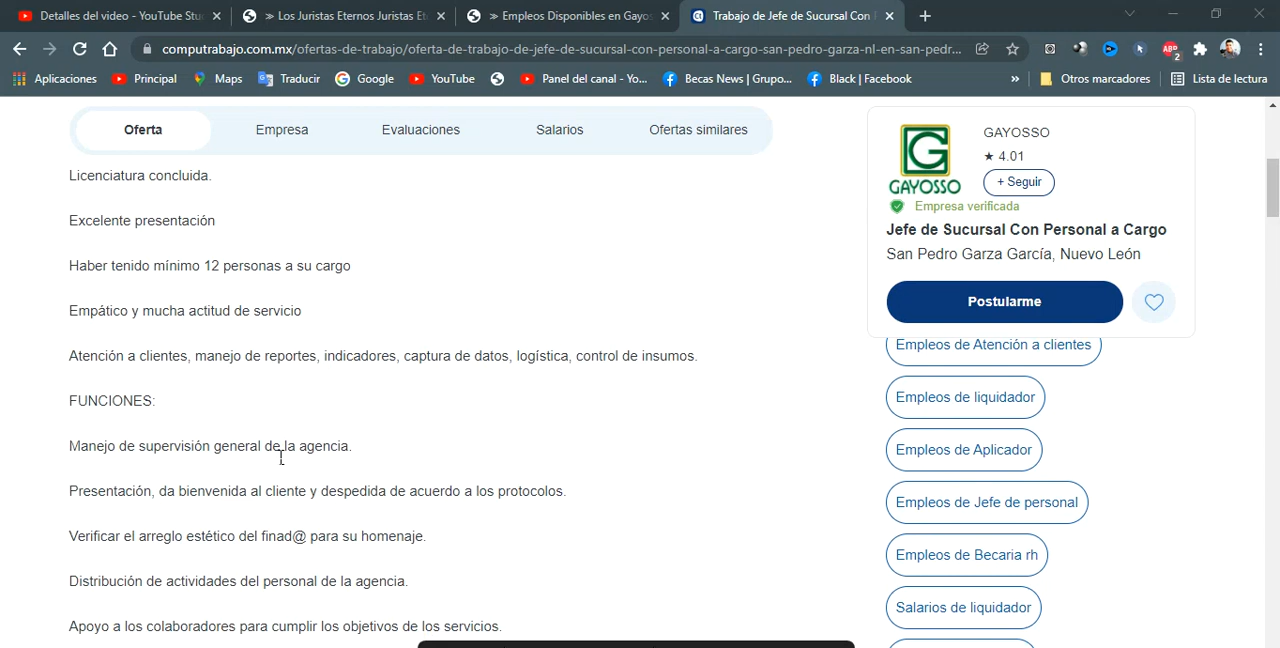 Detalles del video - YouTube Stu
» Los Juristas Eternos Juristas Et
» Empleos Disponibles en Gayos
Trabajo de Jefe de Sucursal Con
computrabajo.com.mx/ofertas-de-trabajo/oferta-de-trabajo-de-jefe-de-sucursal-con-personal-a-cargo-san-pedro-garza-nl-en-san-pedr...
ABP
2
Aplicaciones
Principal
Maps
Traducir
Google
YouTube
Panel del canal - Yo...
Becas News | Grupo...
Black | Facebook
»
Otros marcadores
Lista de lectura
Oferta
Empresa
Evaluaciones
Salarios
Ofertas similares
Licenciatura concluida.
Excelente presentación
Haber tenido mínimo 12 personas a su cargo
Empático y mucha actitud de servicio
Atención a clientes, manejo de reportes, indicadores, captura de datos, logística, control de insumos.
FUNCIONES:
Manejo de supervisión general de la agencia.
Presentación, da bienvenida al cliente y despedida de acuerdo a los protocolos.
Verificar el arreglo estético del finad@ para su homenaje.
Distribución de actividades del personal de la agencia.
Apoyo a los colaboradores para cumplir los objetivos de los servicios.
G
GAYOSSO
GAYOSSO
★ 4.01
+ Seguir
Empresa verificada
Jefe de Sucursal Con Personal a Cargo
San Pedro Garza García, Nuevo León
Postularme
Empleos de Atención a clientes
Empleos de liquidador
Empleos de Aplicador
Empleos de Jefe de personal
Empleos de Becaria rh
Salarios de liquidador